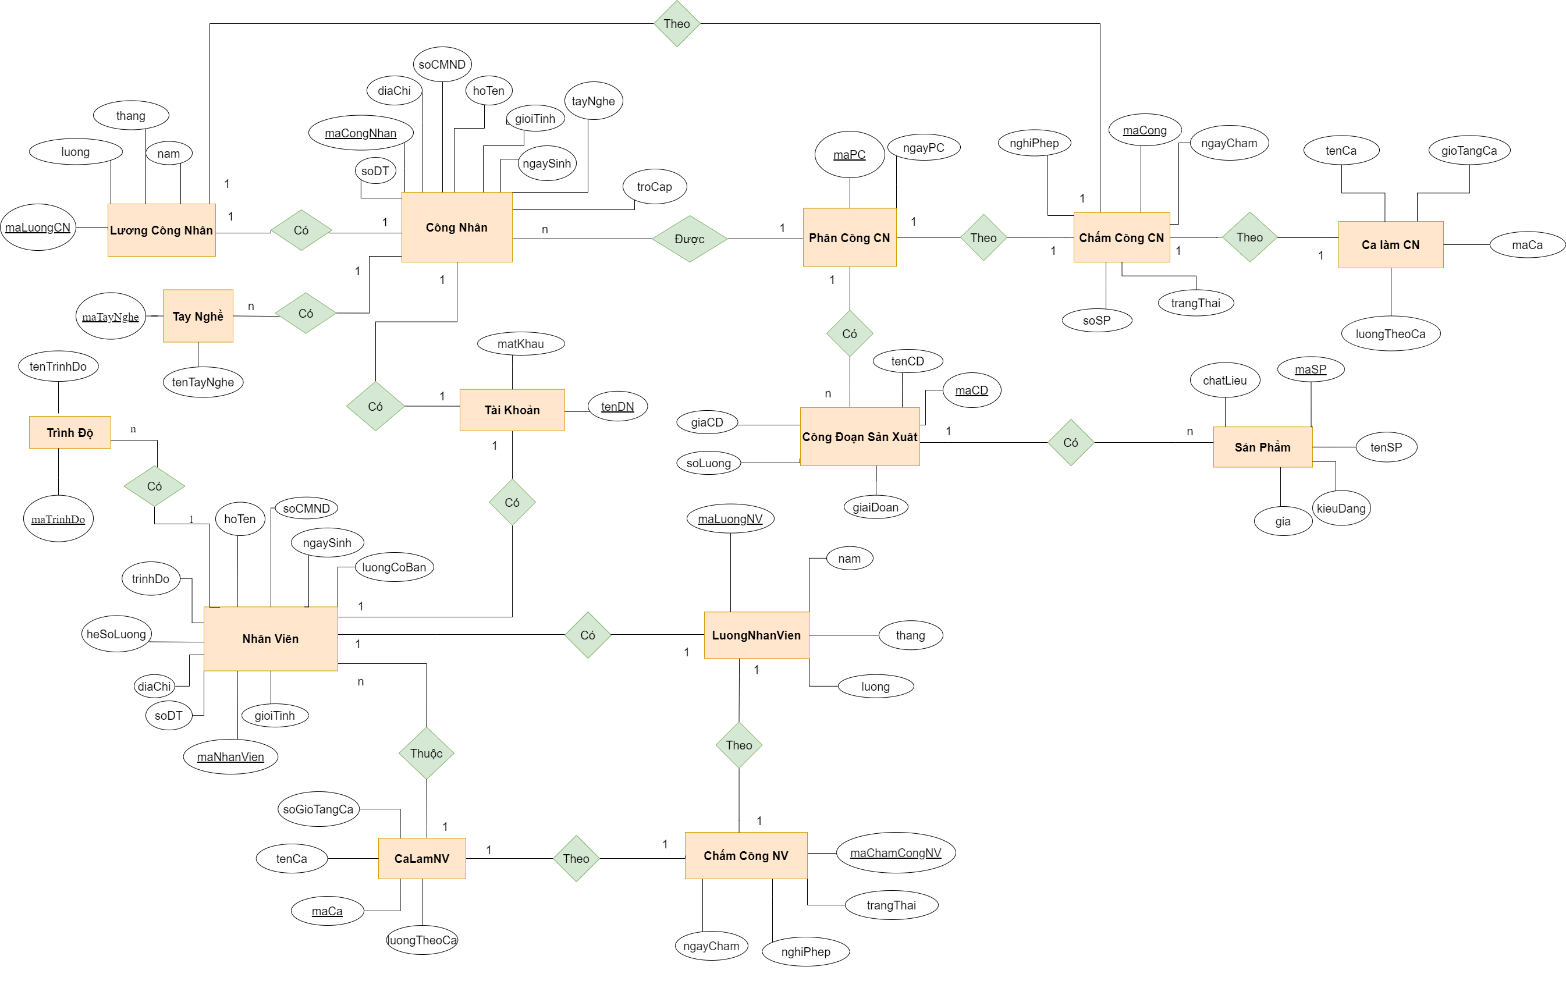 Theo
soCMND
diaChi
hoTen
tayNghe
thang
gioiTinh
maCongNhan
luong
nam
ngaySinh
soDT
troCap
maPC
ngayPC
nghiPhep
maCong
ngayCham
tenCa
gioTangCa
1
maLuongCN
Lương Công Nhân
1
Có
1
Công Nhân
n
Được
1
Phân Công CN
1
Theo
1
1
Chấm Công CN
1
Theo
1
Ca làm CN
maCa
1
1
1
maTayNghe
Tay Nghề
n
Có
tenTayNghe
soSP
trangThai
luongTheoCa
Có
matKhau
tenCD
maCD
n
chatLieu
maSP
tenTrinhDo
Có
1
Tài Khoản
tenDN
1
giaCD
Công Đoạn Sản Xuât
soLuong
giaiDoan
1
Có
n
Sản Phẩm
tenSP
kieuDang
gia
Trình Độ
n
Có
maTrinhDo
1
Có
hoTen
soCMND
ngaySinh
luongCoBan
trinhDo
heSoLuong
diaChi
soDT
gioiTinh
maNhanVien
Nhân Viên
1
1
n
Có
1
maLuongNV
nam
LuongNhanVien
thang
luong
1
Thuộc
Theo
soGioTangCa
1
1
tenCa
CaLamNV
1
Theo
1
Chấm Công NV
maChamCongNV
maCa
trangThai
luongTheoCa
ngayCham
nghiPhep